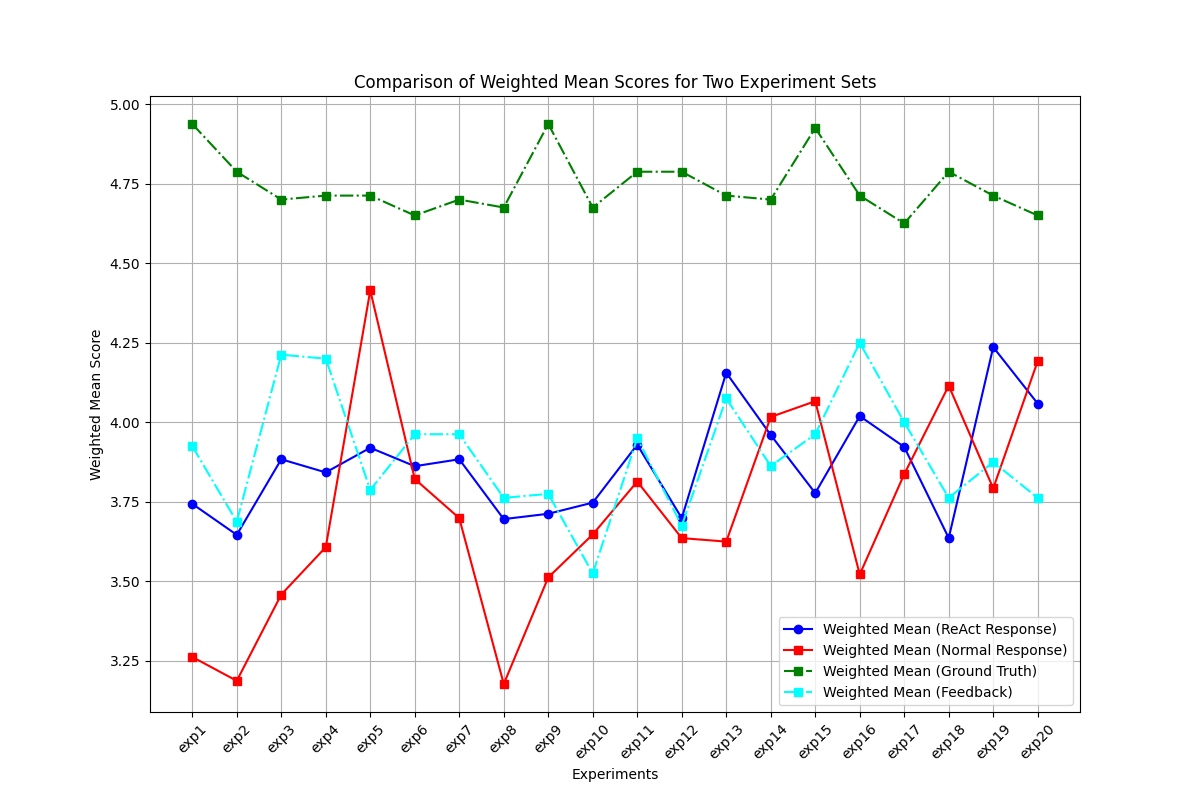 Comparison of Weighted Mean Scores for Two Experiment Sets
Weighted Mean Score
5.00
4.75
4.50
4.25
4.00
3.75
3.50
3.25
Weighted Mean (ReAct Response)
Weighted Mean (Normal Response)
Weighted Mean (Ground Truth)
Weighted Mean (Feedback)
exp1 exp2 exp3 exp4 exp5 exp6 exp7 exp8 exp9 exp10 exp11 exp12 exp13 exp14 exp15 exp16 exp17 exp18 exp19 exp20
Experiments